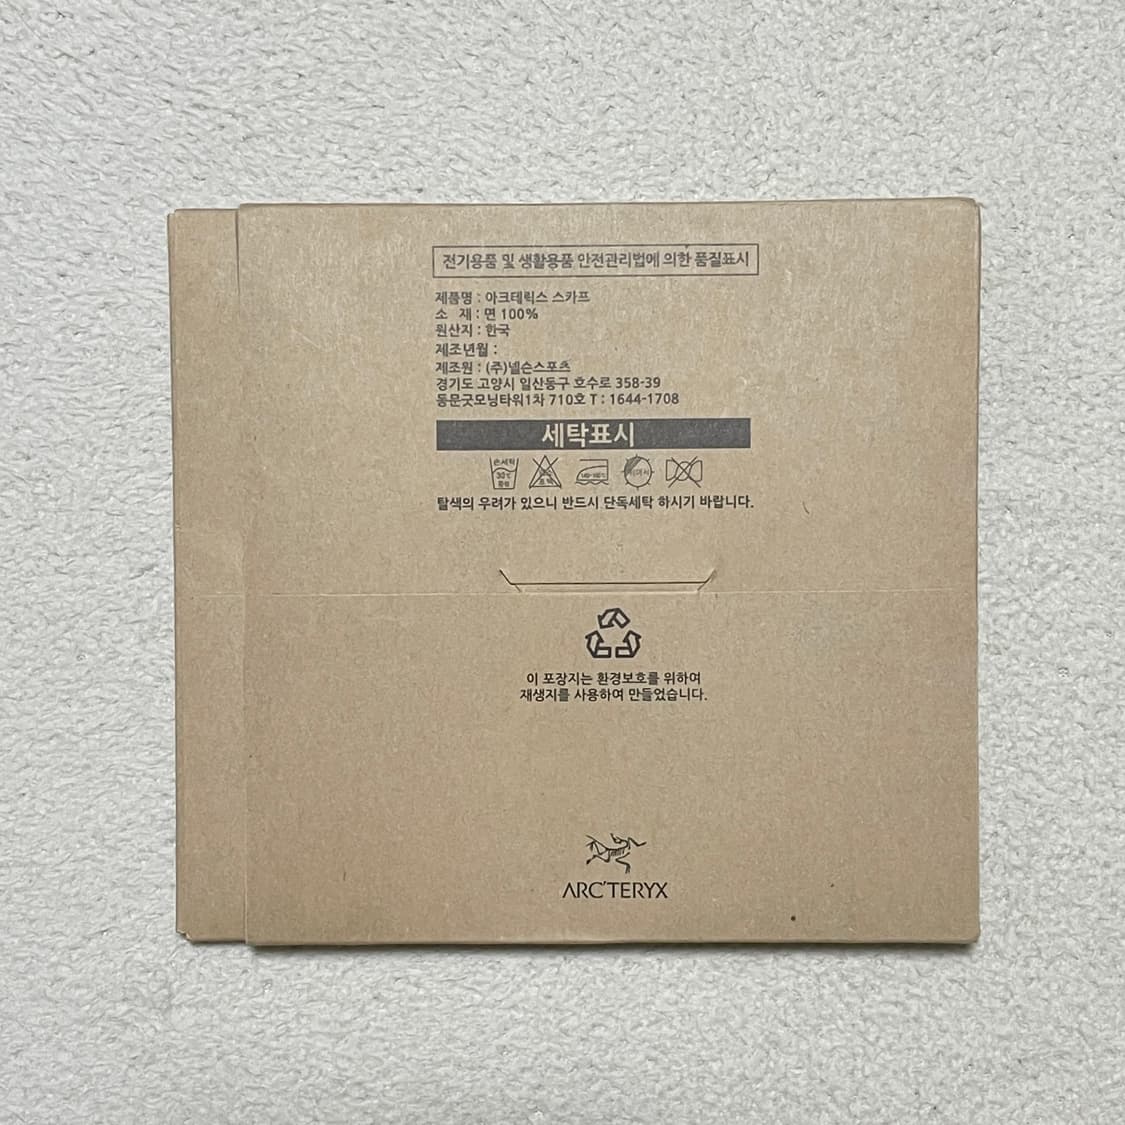 전기용품 및 생활용품 안전관리법에 의한 품질표시
제품명 : 아크테릭스 스카프
소 재 : 면 100%
원산지 : 한국
제조년월 :
제조원 : (주)넬슨스포츠
경기도 고양시 일산동구 호수로 358-39
동문굿모닝타워1차 710호 T : 1644-1708
세탁표시
손세탁
30℃
중성
탈색의 우려가 있으니 반드시 단독세탁 하시기 바랍니다.
이 포장지는 환경보호를 위하여
재생지를 사용하여 만들었습니다.
ARC'TERYX